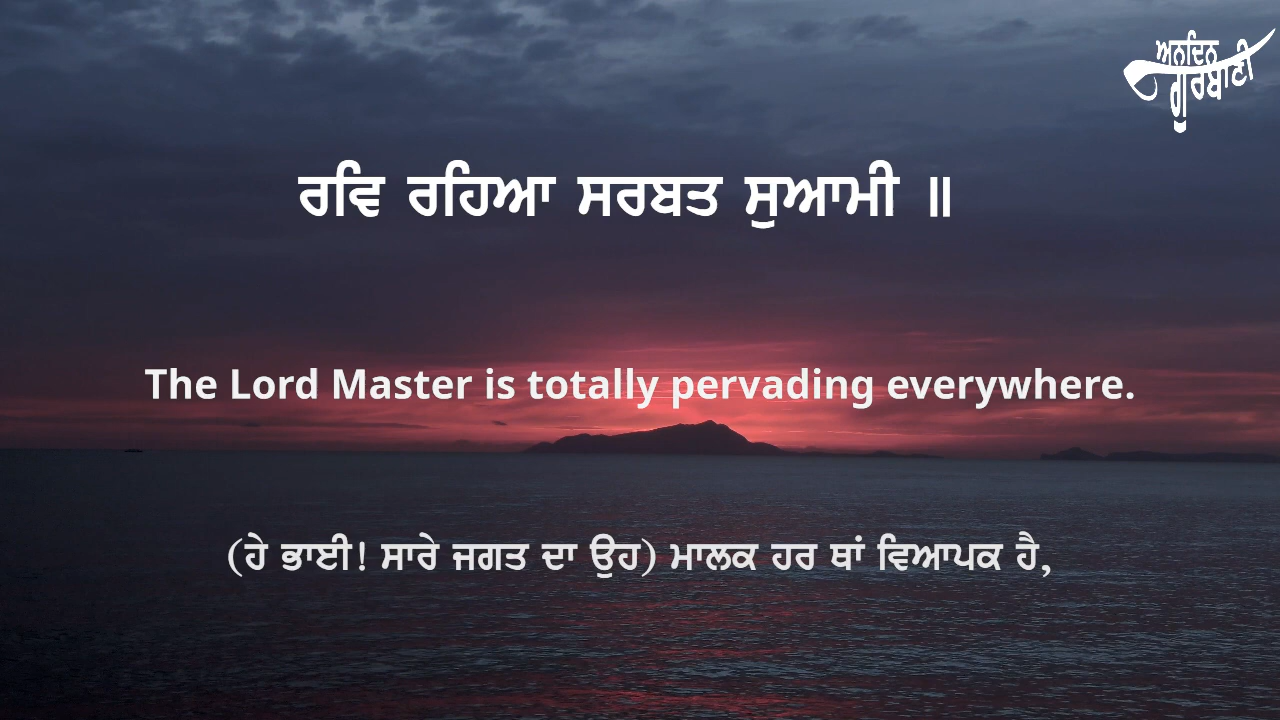 ਅਨਦਿਨ
ਗੁਰਬਾਣੀ
ਰਵਿ ਰਹਿਆ ਸਰਬਤ ਸੁਆਮੀ ॥
The Lord Master is totally pervading everywhere.
(ਹੇ ਭਾਈ! ਸਾਰੇ ਜਗਤ ਦਾ ਉਹ) ਮਾਲਕ ਹਰ ਥਾਂ ਵਿਆਪਕ ਹੈ,